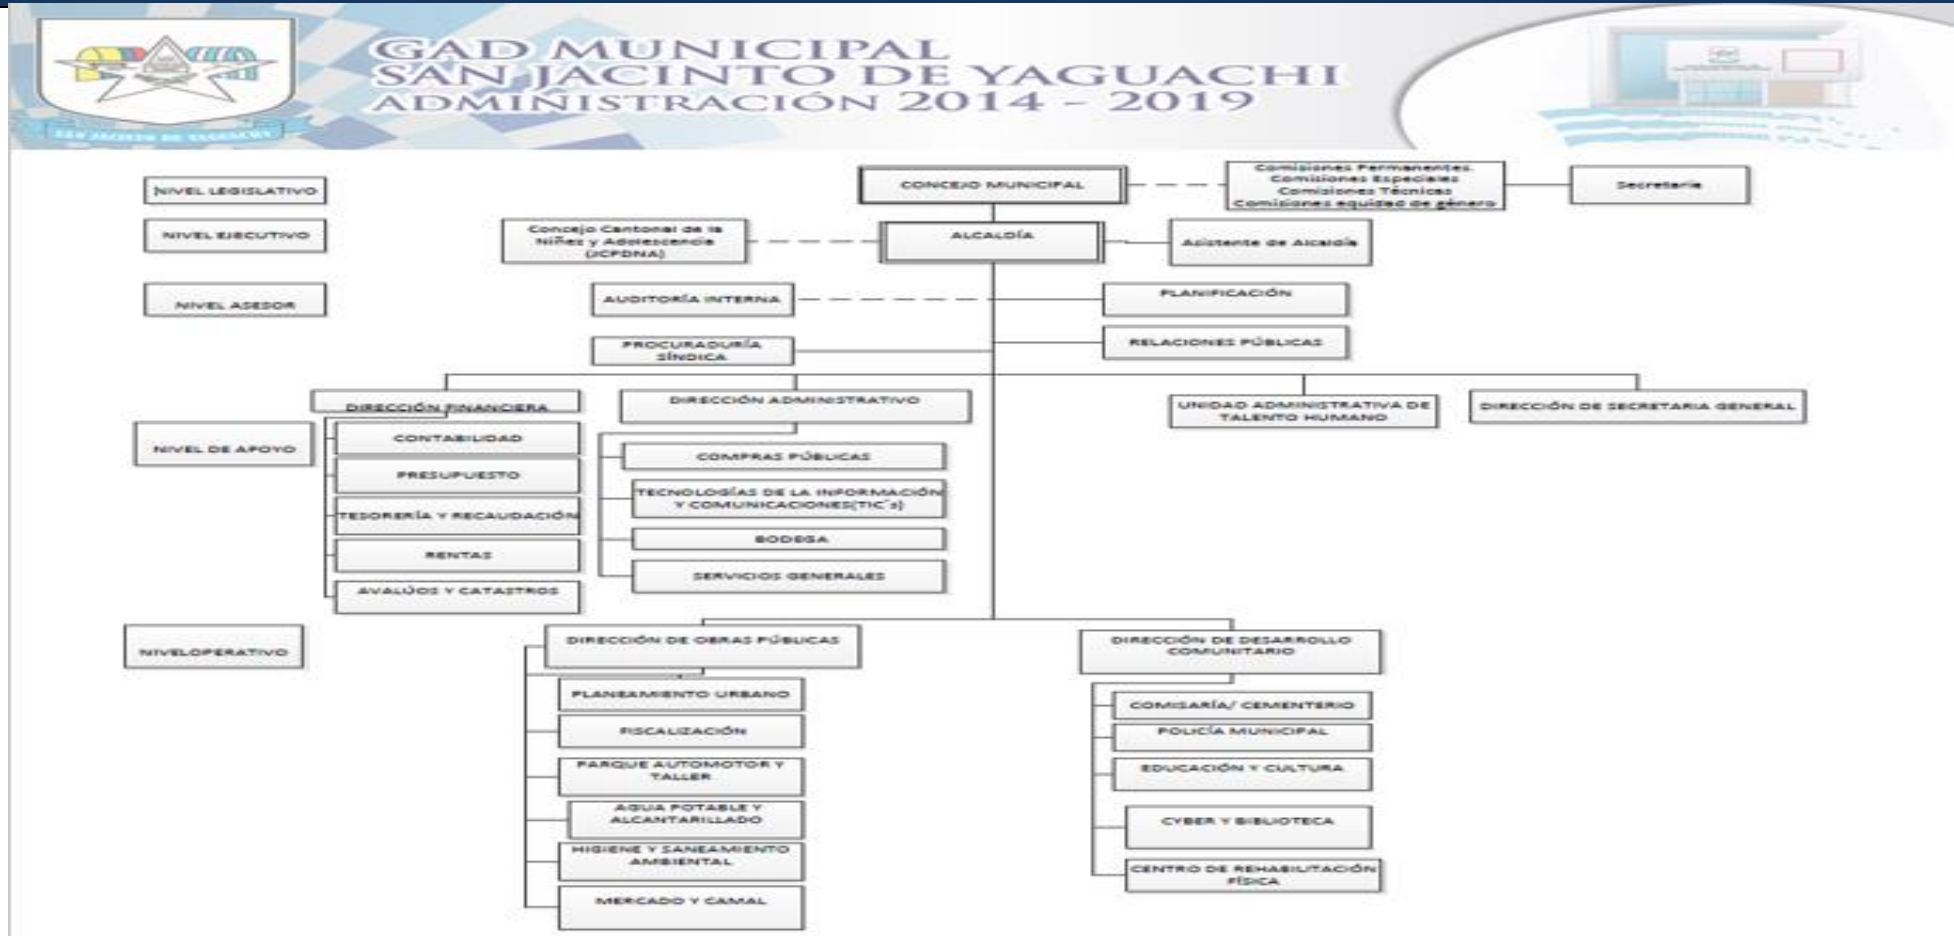 GAD MUNICIPAL
SAN JACINTO DE YAGUACHI
ADMINISTRACIÓN 2014 - 2019
SAN JACINTO DE YAGUACHI
NIVEL LEGISLATIVO
CONCEJO MUNICIPAL
Comisiones Permanentes.
Comisiones Especiales
Comisiones Técnicas
Comisiones equidad de género
Secretaría
NIVEL EJECUTIVO
Concejo Cantonal de la
Niñez y Adolescencia
(JCPDNA)
ALCALDÍA
Asistente de Alcaldía
NIVEL ASESOR
AUDITORÍA INTERNA
PLANIFICACIÓN
PROCURADURÍA
SÍNDICA
RELACIONES PÚBLICAS
DIRECCIÓN FINANCIERA
DIRECCIÓN ADMINISTRATIVO
UNIDAD ADMINISTRATIVA DE
TALENTO HUMANO
DIRECCIÓN DE SECRETARIA GENERAL
NIVEL DE APOYO
CONTABILIDAD
PRESUPUESTO
TESORERÍA Y RECAUDACIÓN
RENTAS
AVALÚOS Y CATASTROS
COMPRAS PÚBLICAS
TECNOLOGÍAS DE LA INFORMACIÓN
Y COMUNICACIONES(TIC´s)
BODEGA
SERVICIOS GENERALES
NIVELOPERATIVO
DIRECCIÓN DE OBRAS PÚBLICAS
PLANEAMIENTO URBANO
FISCALIZACIÓN
PARQUE AUTOMOTOR Y
TALLER
AGUA POTABLE Y
ALCANTARILLADO
HIGIENE Y SANEAMIENTO
AMBIENTAL
MERCADO Y CAMAL
DIRECCIÓN DE DESARROLLO
COMUNITARIO
COMISARÍA/ CEMENTERIO
POLICÍA MUNICIPAL
EDUCACIÓN Y CULTURA
CYBER Y BIBLIOTECA
CENTRO DE REHABILITACIÓN
FÍSICA